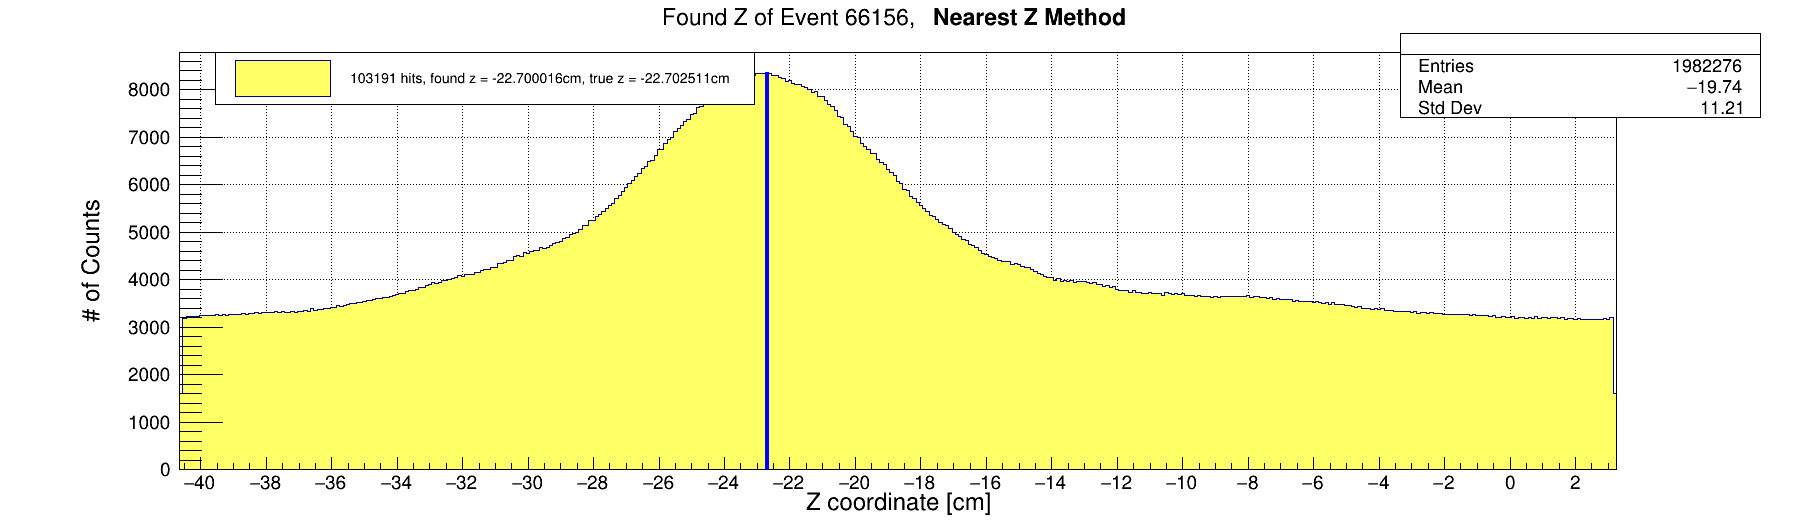 Found Z of Event 66156, Nearest Z Method
103191 hits, found z = -22.700016cm, true z = -22.702511cm
Entries 1982276
Mean −19.74
Std Dev 11.21
# of Counts
8000
7000
6000
5000
4000
3000
2000
1000
0
−40 −38 −36 −34 −32 −30 −28 −26 −24 −22 −20 −18 −16 −14 −12 −10 −8 −6 −4 −2 0 2
Z coordinate [cm]